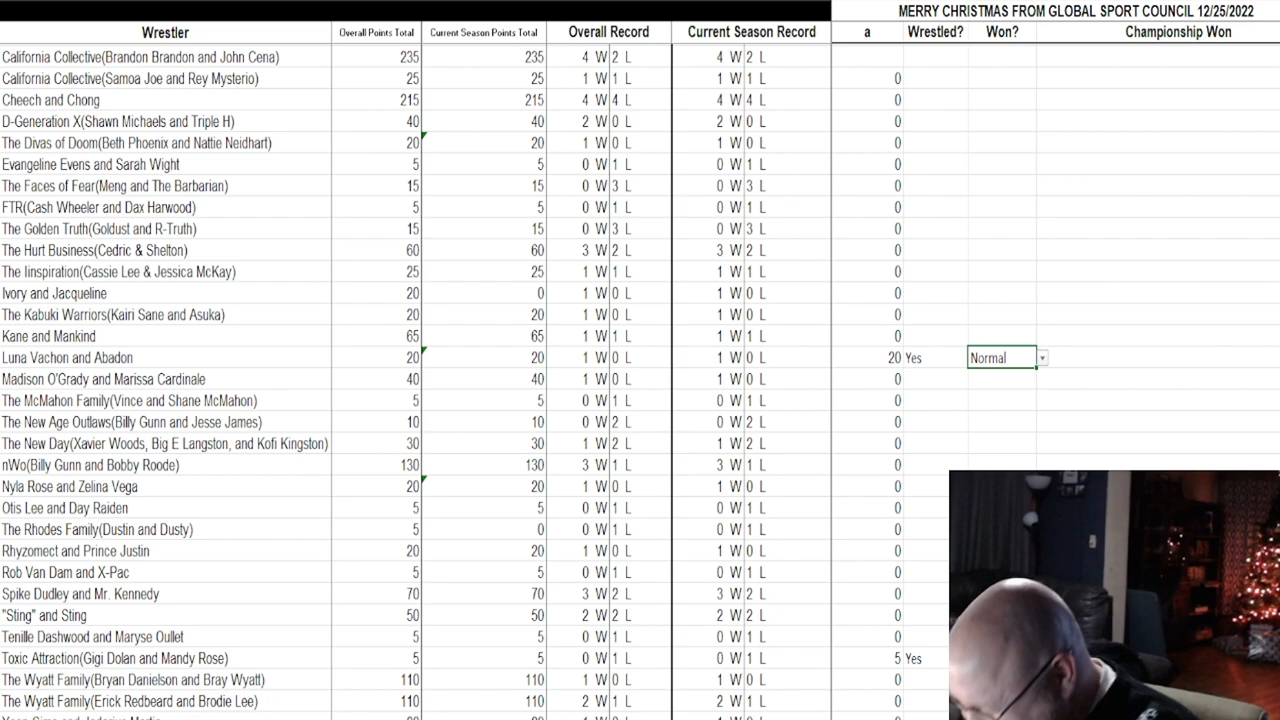 MERRY CHRISTMAS FROM GLOBAL SPORT COUNCIL 12/25/2022
Wrestler Overall Points Total Current Season Points Total Overall Record Current Season Record a Wrestled? Won? Championship Won
California Collective(Brandon Brandon and John Cena) 235 235 4 W 2 L 4 W 2 L
California Collective(Samoa Joe and Rey Mysterio) 25 25 1 W 1 L 1 W 1 L 0
Cheech and Chong 215 215 4 W 4 L 4 W 4 L 0
D-Generation X(Shawn Michaels and Triple H) 40 40 2 W 0 L 2 W 0 L 0
The Divas of Doom(Beth Phoenix and Nattie Neidhart) 20 20 1 W 0 L 1 W 0 L 0
Evangeline Evens and Sarah Wight 5 5 0 W 1 L 0 W 1 L 0
The Faces of Fear(Meng and The Barbarian) 15 15 0 W 3 L 0 W 3 L 0
FTR(Cash Wheeler and Dax Harwood) 5 5 0 W 1 L 0 W 1 L 0
The Golden Truth(Goldust and R-Truth) 15 15 0 W 3 L 0 W 3 L 0
The Hurt Business(Cedric & Shelton) 60 60 3 W 2 L 3 W 2 L 0
The Iinspiration(Cassie Lee & Jessica McKay) 25 25 1 W 1 L 1 W 1 L 0
Ivory and Jacqueline 20 0 1 W 0 L 1 W 0 L 0
The Kabuki Warriors(Kairi Sane and Asuka) 20 20 1 W 0 L 1 W 0 L 0
Kane and Mankind 65 65 1 W 1 L 1 W 1 L 0
Luna Vachon and Abadon 20 20 1 W 0 L 1 W 0 L 20 Yes Normal
Madison O'Grady and Marissa Cardinale 40 40 1 W 0 L 1 W 0 L 0
The McMahon Family(Vince and Shane McMahon) 5 5 0 W 1 L 0 W 1 L 0
The New Age Outlaws(Billy Gunn and Jesse James) 10 10 0 W 2 L 0 W 2 L 0
The New Day(Xavier Woods, Big E Langston, and Kofi Kingston) 30 30 1 W 2 L 1 W 2 L 0
nWo(Billy Gunn and Bobby Roode) 130 130 3 W 1 L 3 W 1 L 0
Nyla Rose and Zelina Vega 20 20 1 W 0 L 1 W 0 L 0
Otis Lee and Day Raiden 5 5 0 W 1 L 0 W 1 L 0
The Rhodes Family(Dustin and Dusty) 5 0 0 W 1 L 0 W 1 L 0
Rhyzomect and Prince Justin 20 20 1 W 0 L 1 W 0 L 0
Rob Van Dam and X-Pac 5 5 0 W 1 L 0 W 1 L 0
Spike Dudley and Mr. Kennedy 70 70 3 W 2 L 3 W 2 L 0
"Sting" and Sting 50 50 2 W 2 L 2 W 2 L 0
Tenille Dashwood and Maryse Oullet 5 5 0 W 1 L 0 W 1 L 0
Toxic Attraction(Gigi Dolan and Mandy Rose) 5 5 0 W 1 L 0 W 1 L 5 Yes
The Wyatt Family(Bryan Danielson and Bray Wyatt) 110 110 1 W 0 L 1 W 0 L 0
The Wyatt Family(Erick Redbeard and Brodie Lee) 110 110 2 W 1 L 2 W 1 L 0